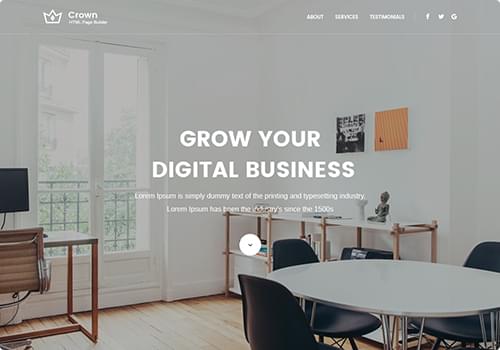 Crown
HTML Page Builder
ABOUT SERVICES TESTIMONIALS
GROW YOUR
DIGITAL BUSINESS
Lorem Ipsum is simply dummy text of the printing and typesetting industry.
Lorem Ipsum has been the industry's since the 1500s